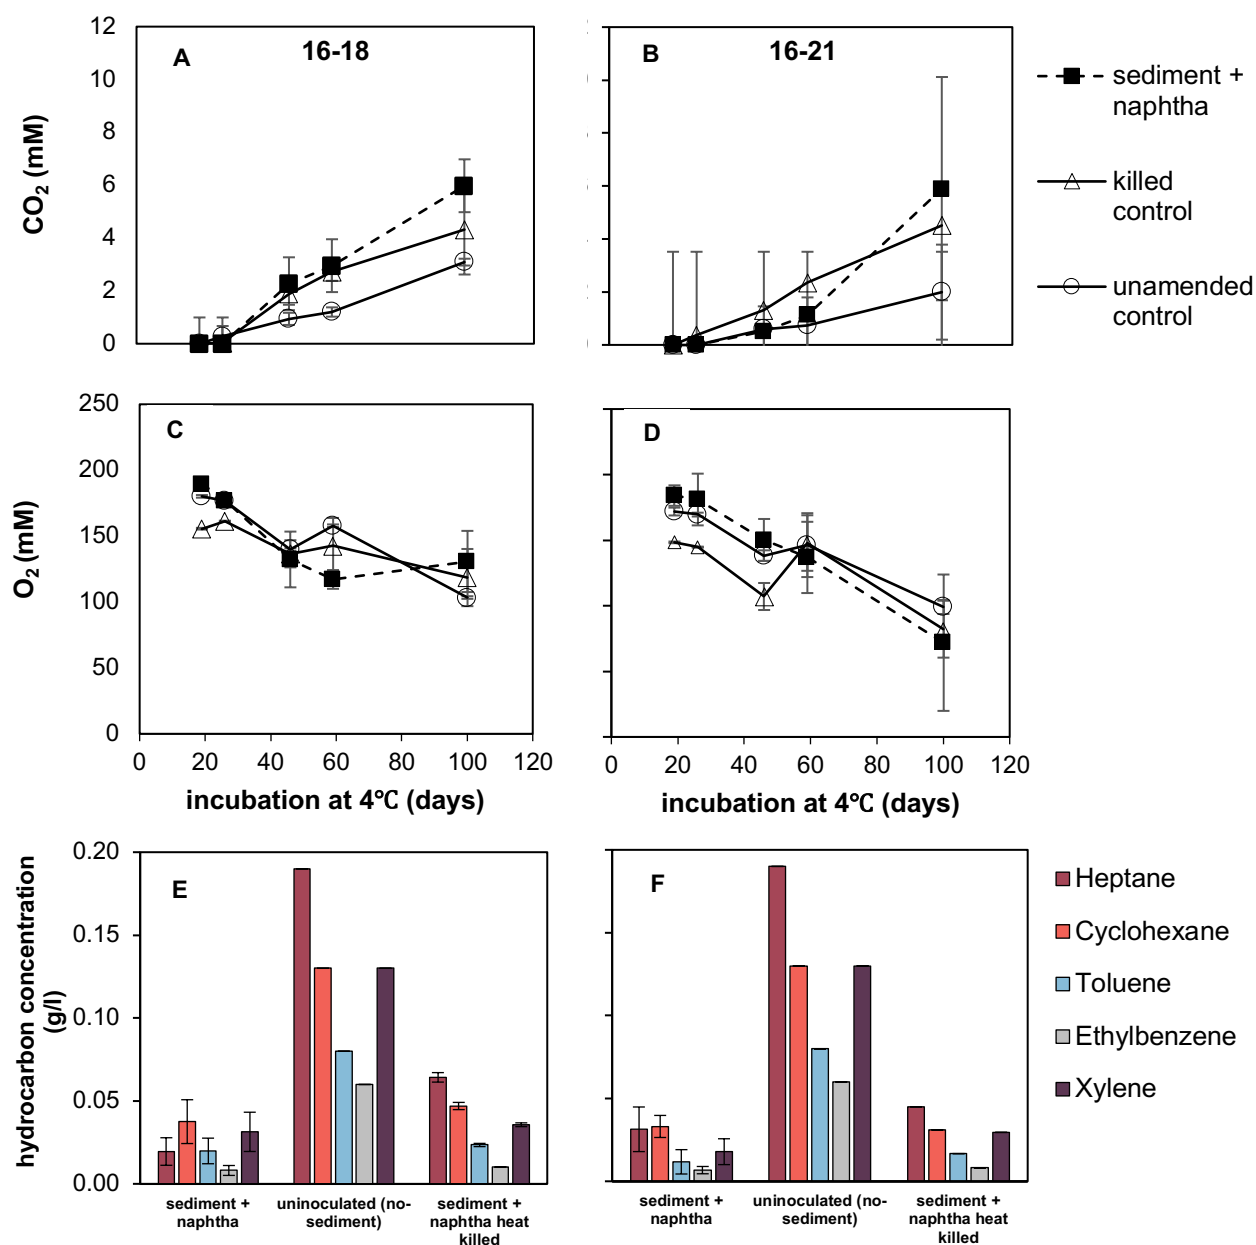 A
16-18
B
16-21
12
10
8
6
4
2
0
CO₂ (mM)
sediment +
naphtha
killed
control
unamended
control
C
D
250
200
150
100
50
0
O₂ (mM)
0 20 40 60 80 100 120
0 20 40 60 80 100 120
incubation at 4℃ (days)
incubation at 4℃ (days)
E
F
0.20
0.15
0.10
0.05
0.00
hydrocarbon concentration
(g/l)
Heptane
Cyclohexane
Toluene
Ethylbenzene
Xylene
sediment +
naphtha
uninoculated (no-
sediment)
sediment +
naphtha heat
killed
sediment +
naphtha
uninoculated (no-
sediment)
sediment +
naphtha heat
killed